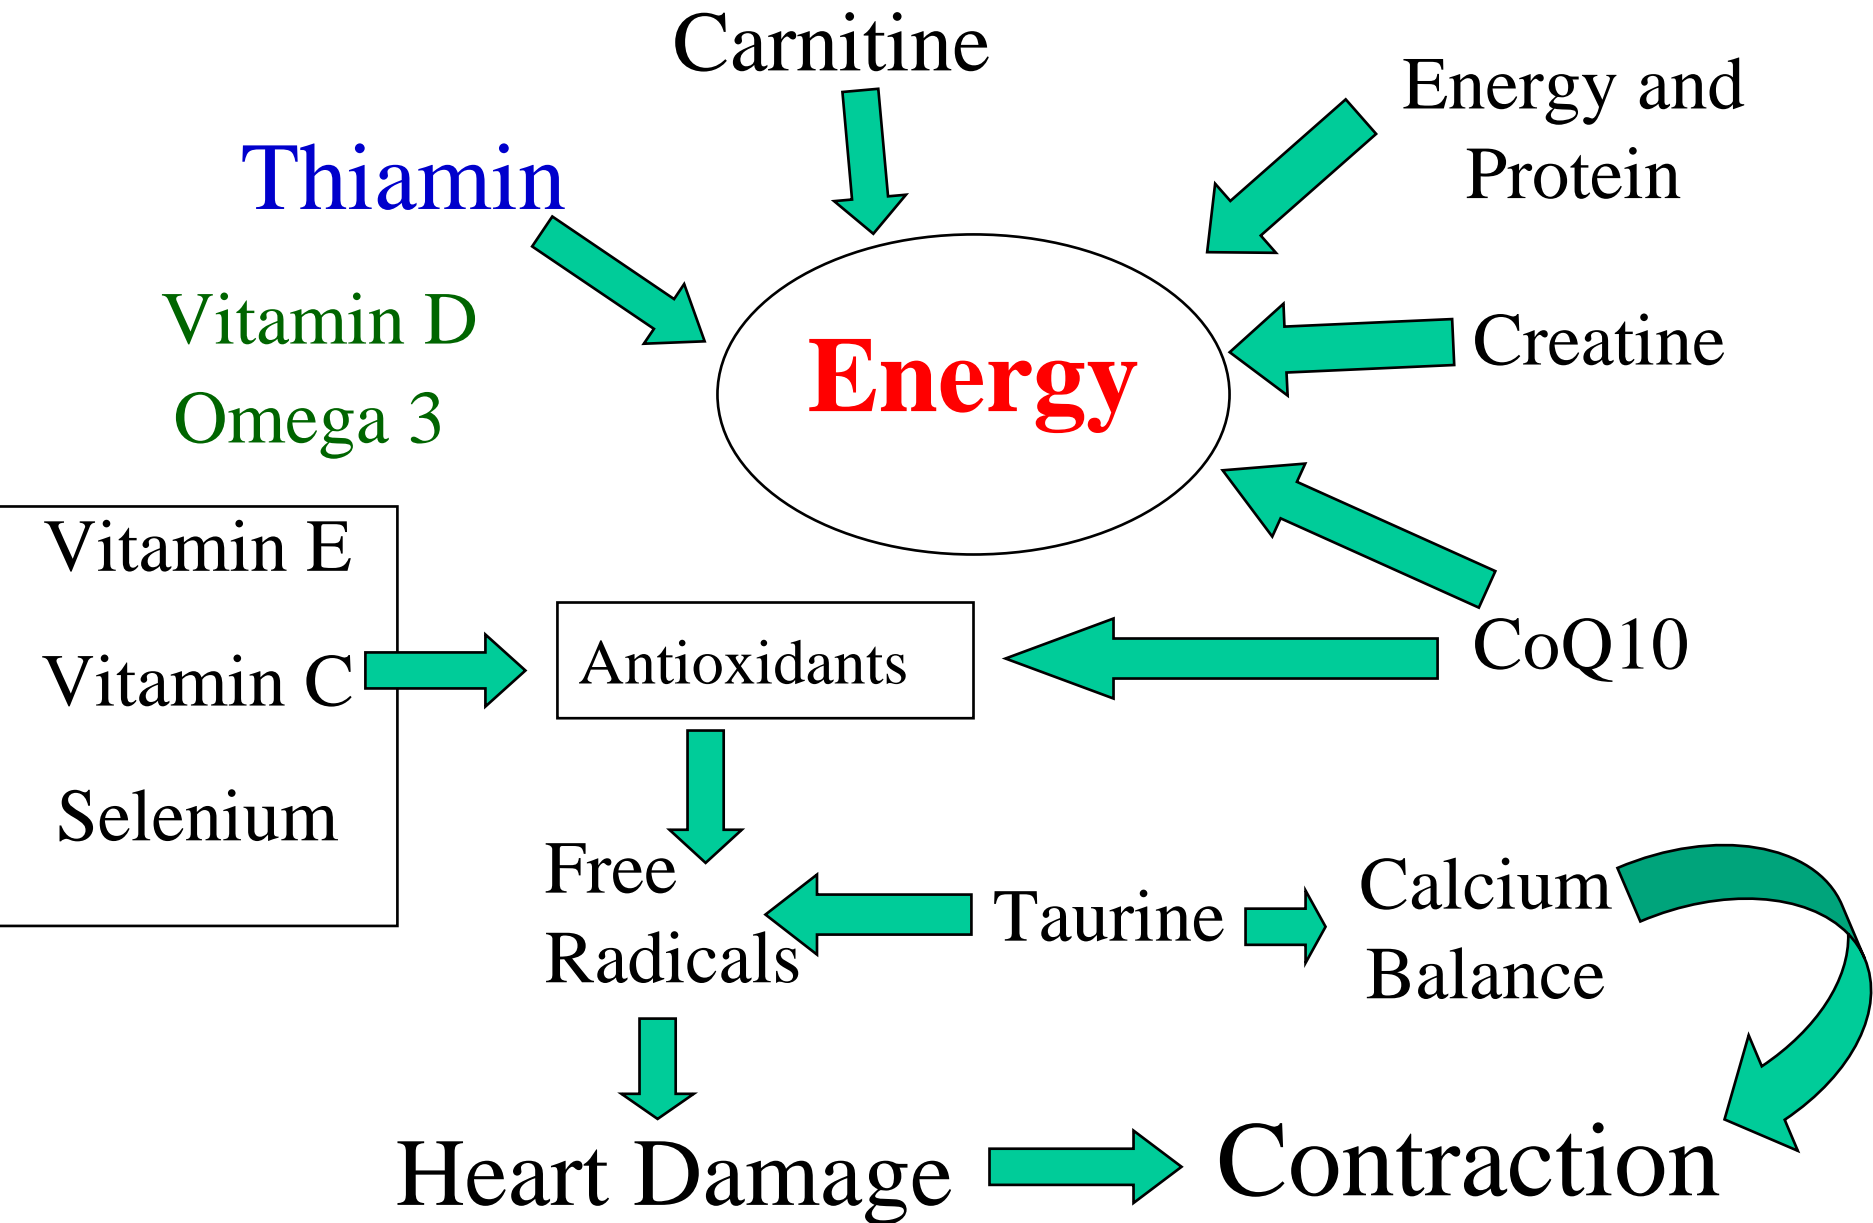 Carnitine
Energy and
Protein
Thiamin
Vitamin D
Omega 3
Energy
Creatine
Vitamin E
Vitamin C
Selenium
Antioxidants
CoQ10
Free
Radicals
Taurine
Calcium
Balance
Heart Damage
Contraction